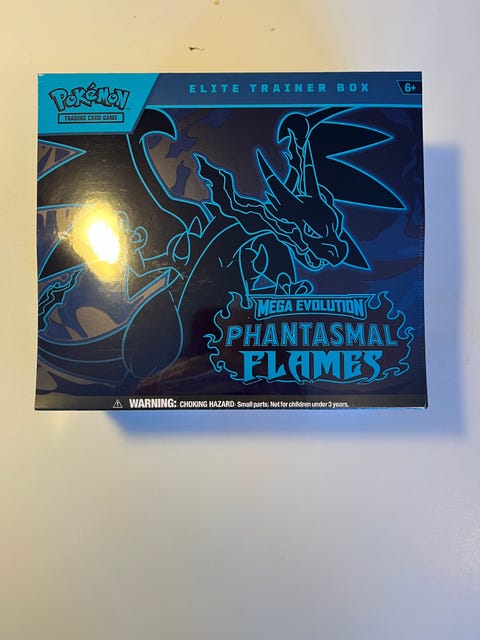 POKéMON
TRADING CARD GAME
ELITE TRAINER BOX
6+
MEGA EVOLUTION
PHANTASMAL
FLAMES
⚠ WARNING: CHOKING HAZARD- Small parts: Not for children under 3 years.